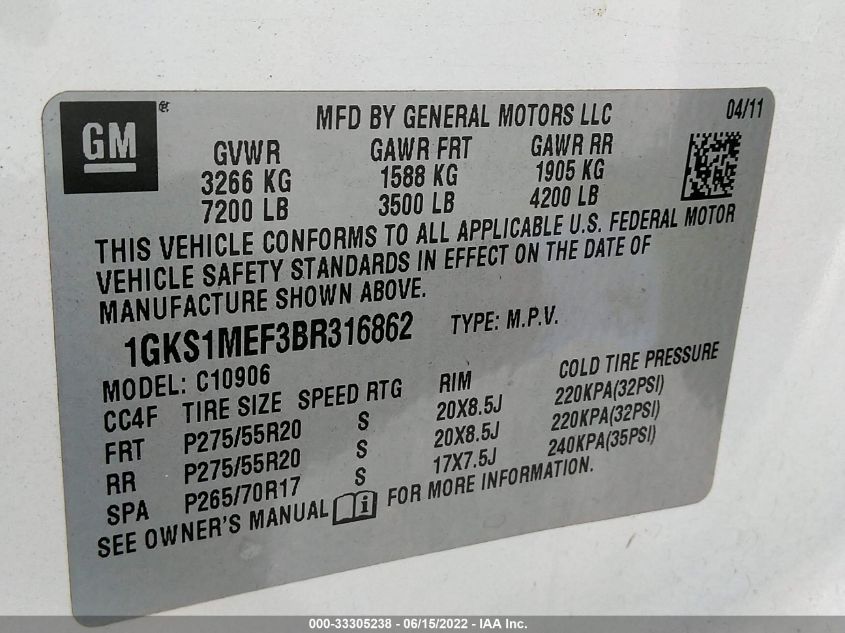 GM
MFD BY GENERAL MOTORS LLC
04/11
GVWR GAWR FRT GAWR RR
3266 KG 1588 KG 1905 KG
7200 LB 3500 LB 4200 LB
THIS VEHICLE CONFORMS TO ALL APPLICABLE U.S. FEDERAL MOTOR
VEHICLE SAFETY STANDARDS IN EFFECT ON THE DATE OF
MANUFACTURE SHOWN ABOVE.
1GKS1MEF3BR316862 TYPE: M.P.V.
MODEL: C10906
CC4F TIRE SIZE SPEED RTG RIM COLD TIRE PRESSURE
FRT P275/55R20 S 20X8.5J 220KPA(32PSI)
RR P275/55R20 S 20X8.5J 220KPA(32PSI)
SPA P265/70R17 S 17X7.5J 240KPA(35PSI)
SEE OWNER'S MANUAL i FOR MORE INFORMATION.
000-33305238 - 06/15/2022 - IAA Inc.